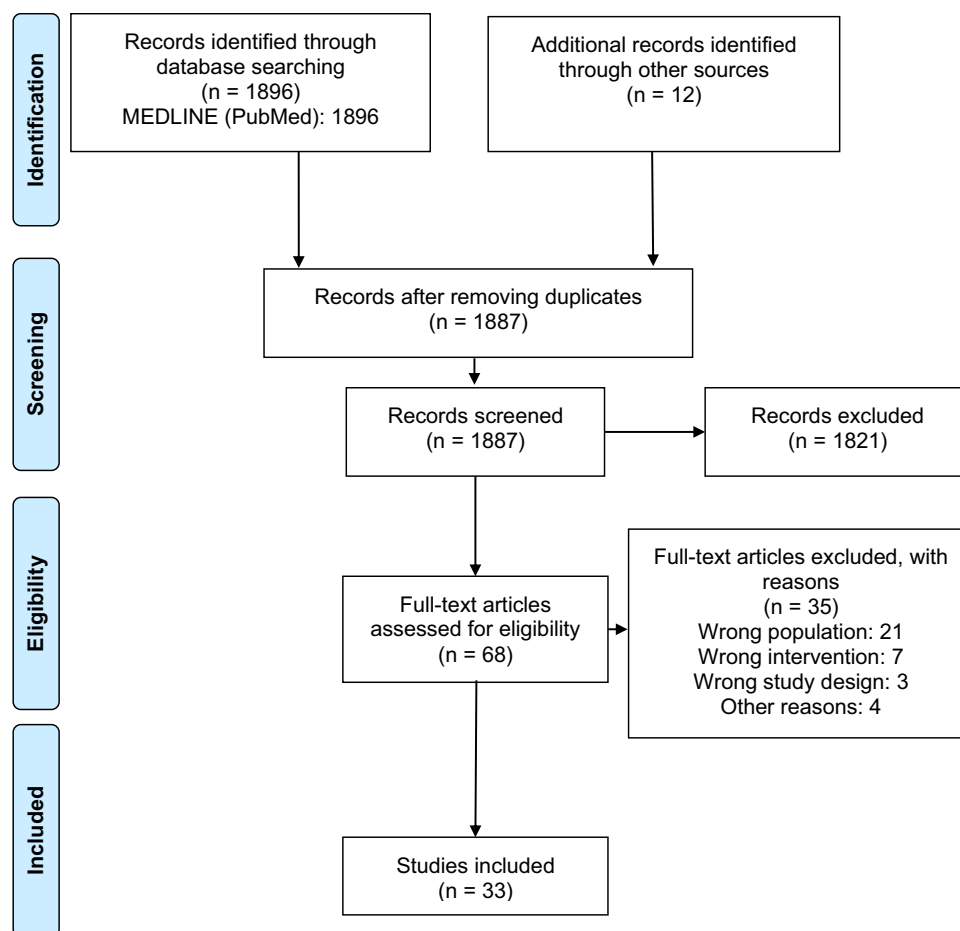 Identification
Records identified through
database searching
(n = 1896)
MEDLINE (PubMed): 1896
Additional records identified
through other sources
(n = 12)
Screening
Records after removing duplicates
(n = 1887)
Records screened
(n = 1887)
Records excluded
(n = 1821)
Eligibility
Full-text articles
assessed for eligibility
(n = 68)
Full-text articles excluded, with
reasons
(n = 35)
Wrong population: 21
Wrong intervention: 7
Wrong study design: 3
Other reasons: 4
Included
Studies included
(n = 33)